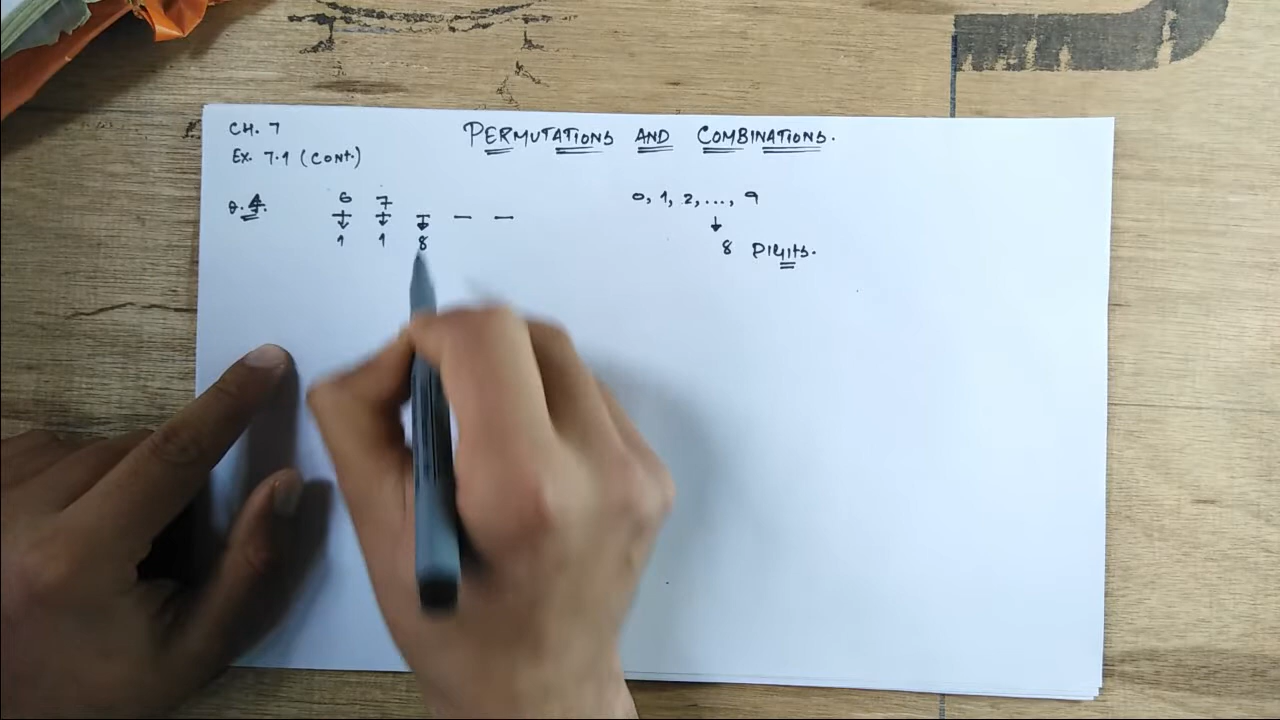 CH. 7
PERMUTATIONS AND COMBINATIONS.
Ex. 7.1 (CONT.)
Q. 4.
6 7 _ _ _
↓ ↓ ↓
1 1 8
0, 1, 2, ..., 9
↓
8 DIGITS.